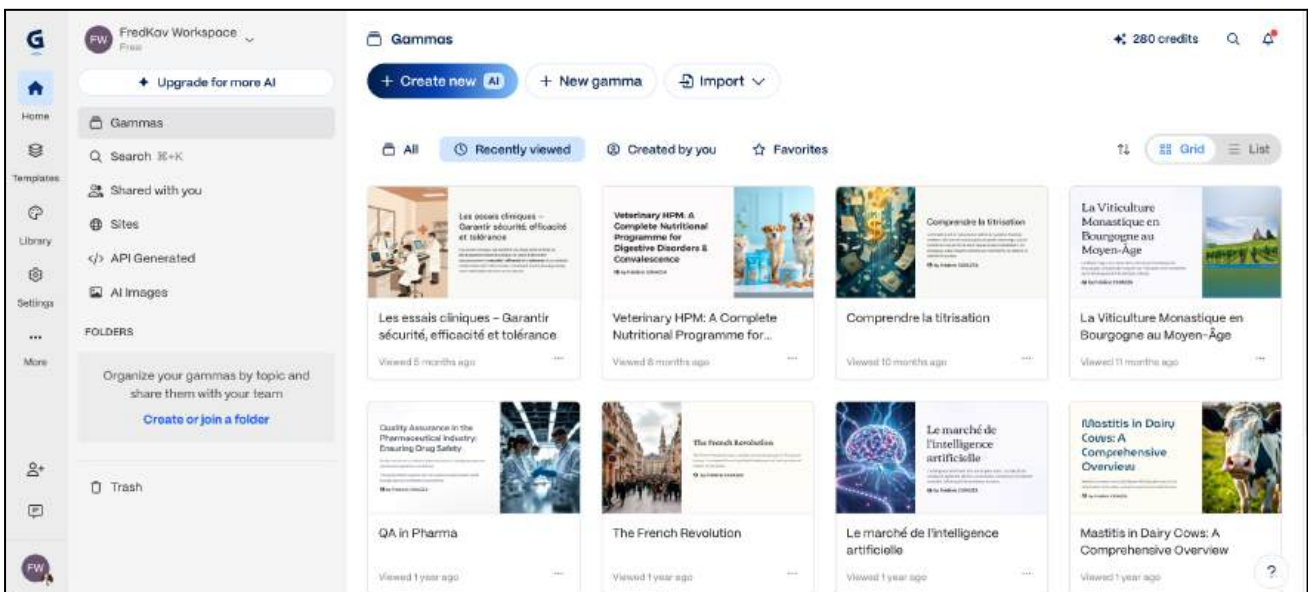 G
FW
FredKav Workspace
Free
Upgrade for more AI
Home
Templates
Library
Settings
More
FW
Gammas
Search ⌘+K
Shared with you
Sites
API Generated
AI Images
FOLDERS
Organize your gammas by topic and
share them with your team
Create or join a folder
Trash
Gammas
280 credits
+ Create new AI
+ New gamma
Import
All
Recently viewed
Created by you
Favorites
Grid
List
Les essais cliniques –
Garantir sécurité, efficacité
et tolérance
Les essais cliniques – Garantir
sécurité, efficacité et tolérance
Viewed 5 months ago
Veterinary HPM: A
Complete Nutritional
Programme for
Digestive Disorders &
Convalescence
Veterinary HPM: A Complete
Nutritional Programme for...
Viewed 8 months ago
Comprendre la titrisation
Comprendre la titrisation
Viewed 10 months ago
La Viticulture
Monastique en
Bourgogne au
Moyen-Âge
La Viticulture Monastique en
Bourgogne au Moyen-Âge
Viewed 11 months ago
Quality Assurance in the
Pharmaceutical Industry:
Ensuring Drug Safety
QA in Pharma
Viewed 1 year ago
The French Revolution
The French Revolution
Viewed 1 year ago
Le marché de
l'intelligence
artificielle
Le marché de l'intelligence
artificielle
Viewed 1 year ago
Mastitis in Dairy
Cows: A
Comprehensive
Overview
Mastitis in Dairy Cows: A
Comprehensive Overview
Viewed 1 year ago
?